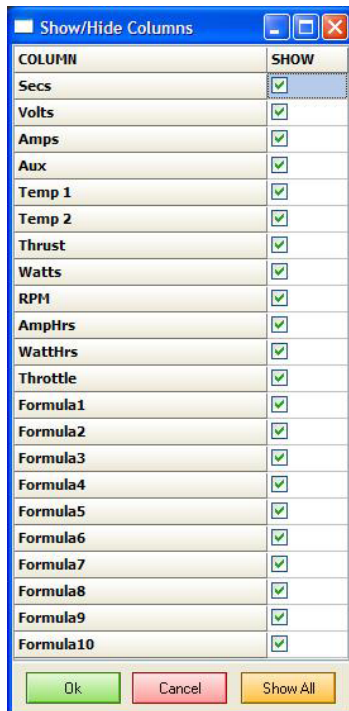 Show/Hide Columns
COLUMN SHOW
Secs
Volts
Amps
Aux
Temp 1
Temp 2
Thrust
Watts
RPM
AmpHrs
WattHrs
Throttle
Formula1
Formula2
Formula3
Formula4
Formula5
Formula6
Formula7
Formula8
Formula9
Formula10
Ok Cancel Show All